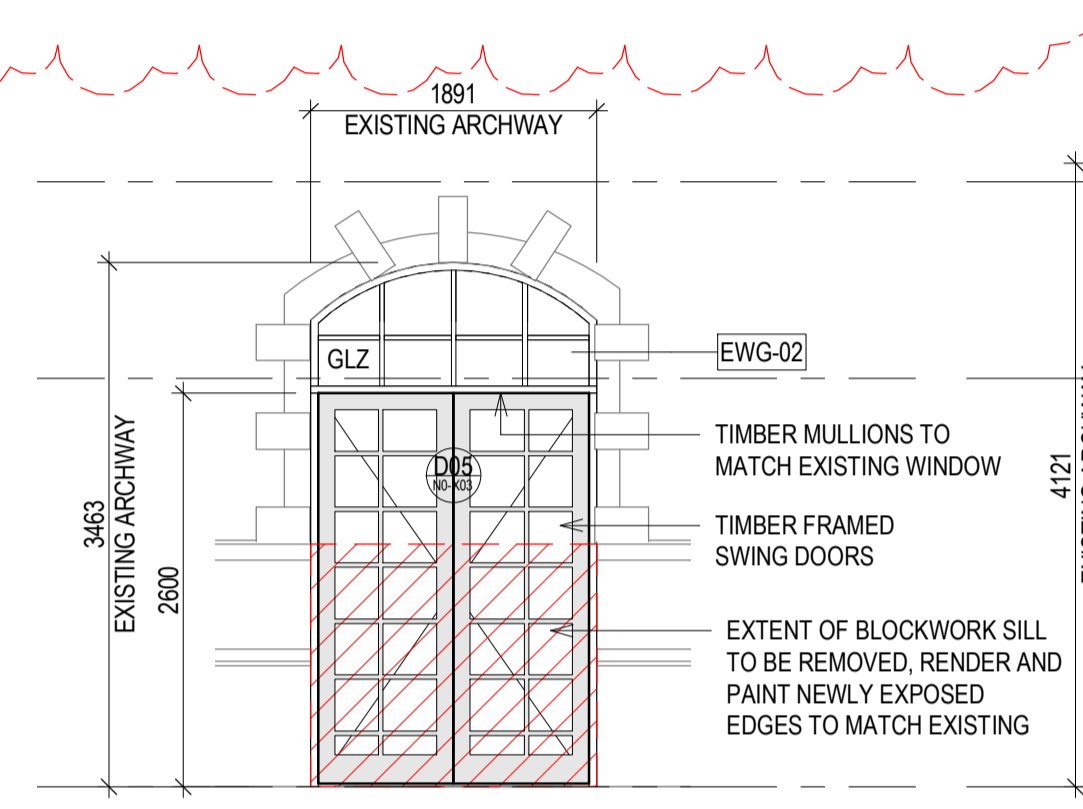 1891
EXISTING ARCHWAY
GLZ
EWG-02
D05
N0-X03
TIMBER MULLIONS TO
MATCH EXISTING WINDOW
TIMBER FRAMED
SWING DOORS
EXTENT OF BLOCKWORK SILL
TO BE REMOVED, RENDER AND
PAINT NEWLY EXPOSED
EDGES TO MATCH EXISTING
3463
EXISTING ARCHWAY
2600
4121